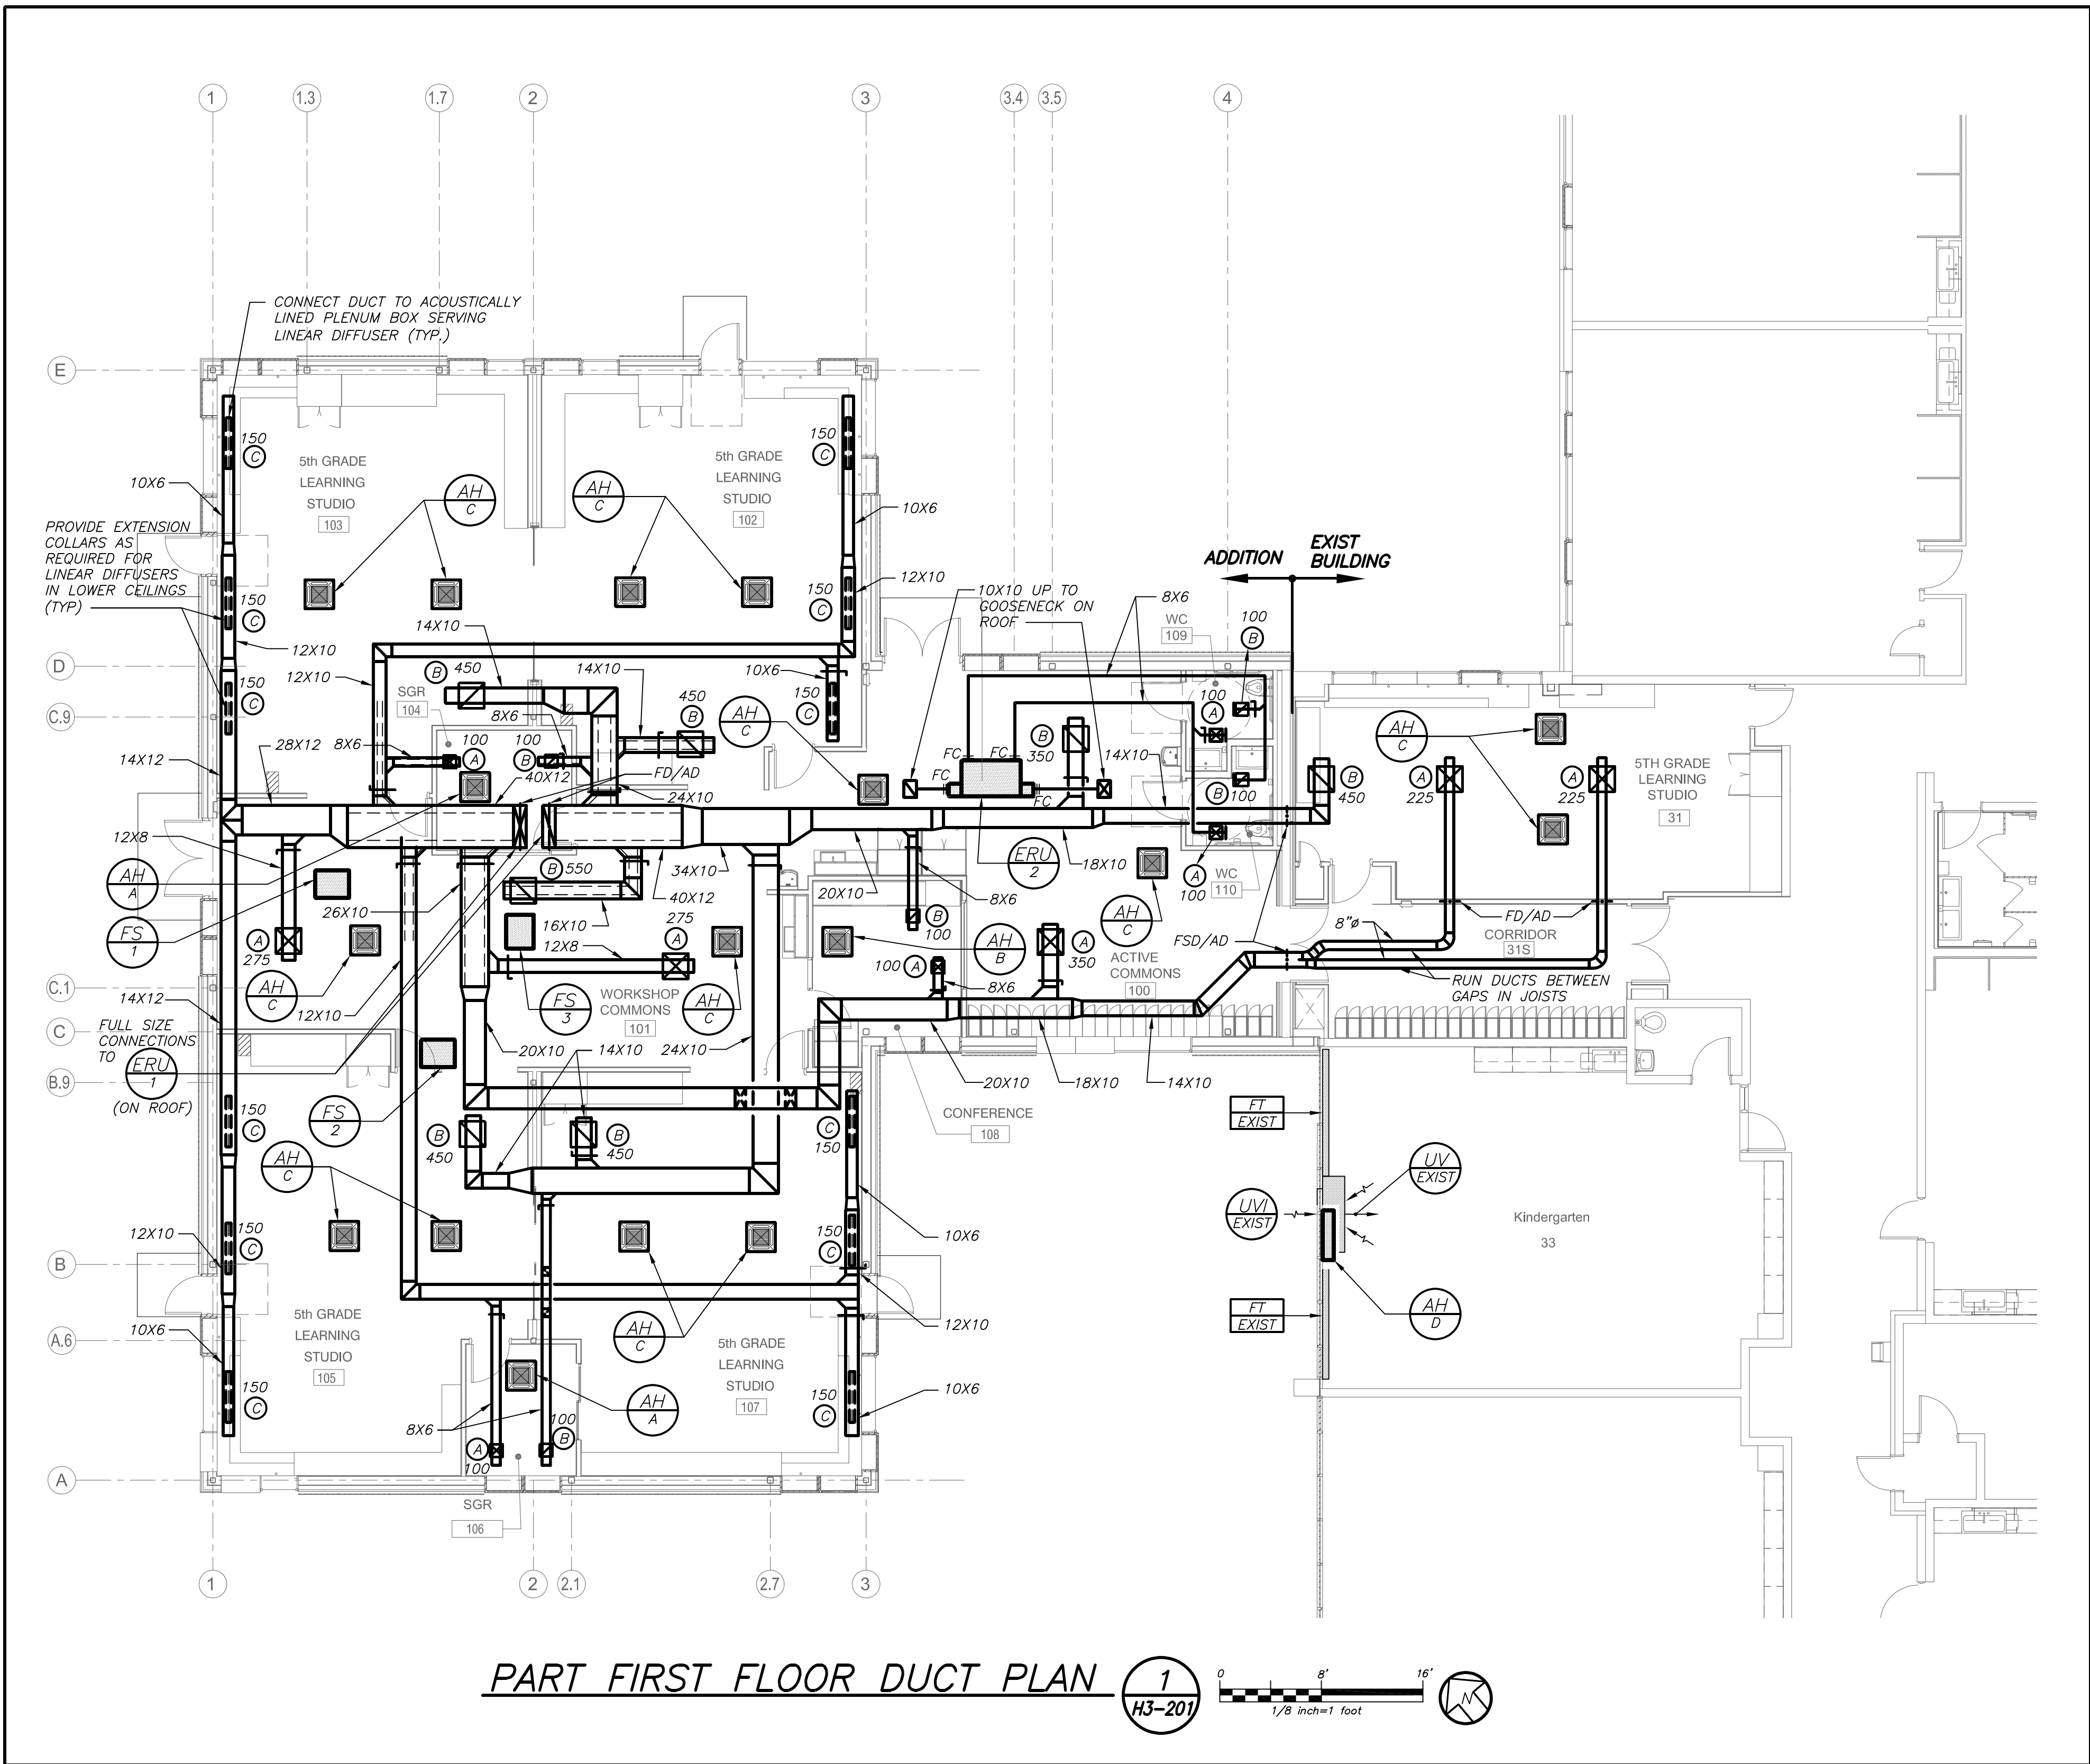 1
1.3
1.7
2
3
3.4
3.5
4
CONNECT DUCT TO ACOUSTICALLY
LINED PLENUM BOX SERVING
LINEAR DIFFUSER (TYP.)
E
150
C
5th GRADE
LEARNING
STUDIO
103
AH
C
AH
C
5th GRADE
LEARNING
STUDIO
102
150
C
10X6
10X6
PROVIDE EXTENSION
COLLARS AS
REQUIRED FOR
LINEAR DIFFUSERS
IN LOWER CEILINGS
(TYP)
ADDITION
EXIST
BUILDING
150
C
150
C
12X10
10X10 UP TO
GOOSENECK ON
ROOF
8X6
WC
109
100
B
14X10
12X10
D
12X10
B
450
14X10
10X6
SGR
104
450
B
150
C
AH
C
150
C
C.9
8X6
100
A
B
350
AH
C
28X12
8X6
100
A
100
B
40X12
FD/AD
FC
FC
FC
FC
14X10
14X12
24X10
B
100
B
450
A
225
A
225
5TH GRADE
LEARNING
STUDIO
31
12X8
B
550
34X10
40X12
20X10
ERU
2
18X10
AH
A
A
100
WC
110
26X10
16X10
8X6
FS
1
A
275
275
A
B
100
AH
C
FD/AD
12X8
AH
B
A
350
FSD/AD
8"ø
CORRIDOR
31S
100
A
ACTIVE
COMMONS
100
C.1
AH
C
FS
3
WORKSHOP
COMMONS
101
AH
C
8X6
RUN DUCTS BETWEEN
GAPS IN JOISTS
14X12
12X10
C
FULL SIZE
CONNECTIONS
TO
ERU
1
(ON ROOF)
20X10
14X10
24X10
B.9
20X10
18X10
14X10
FS
2
150
C
CONFERENCE
108
FT
EXIST
B
450
B
450
C
150
AH
C
UV
EXIST
UVI
EXIST
Kindergarten
33
12X10
150
C
150
C
10X6
B
5th GRADE
LEARNING
STUDIO
105
AH
C
5th GRADE
LEARNING
STUDIO
107
12X10
FT
EXIST
AH
D
A.6
10X6
150
C
AH
A
150
C
10X6
8X6
A
100
100
B
A
SGR
106
1
2
2.1
2.7
3
PART FIRST FLOOR DUCT PLAN
1
H3-201
0
8'
16'
1/8 inch=1 foot
N